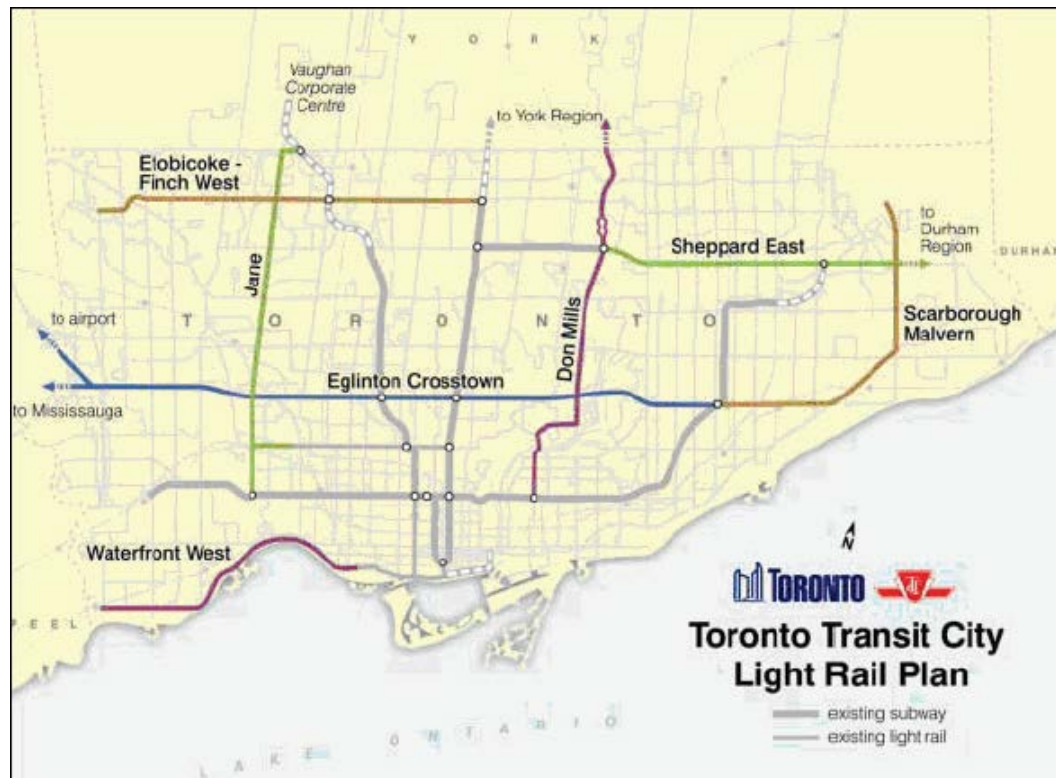 YORK
Vaughan
Corporate
Centre
to York Region
Etobicoke -
Finch West
Sheppard East
to
Durham
Region
DURHAM
Jane
Don Mills
to airport
TORONTO
Scarborough
Malvern
Eglinton Crosstown
to Mississauga
Waterfront West
PEEL
N
TORONTO
Toronto Transit City
Light Rail Plan
existing subway
existing light rail
LAKE ONTARIO